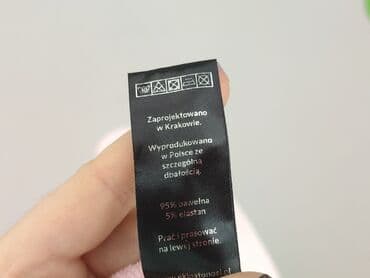 Zaprojektowano
w Krakowie.
Wyprodukowano
w Polsce ze
szczególną
dbałością.
95% bawełna
5% elastan
Prać i prasować
na lewej stronie.